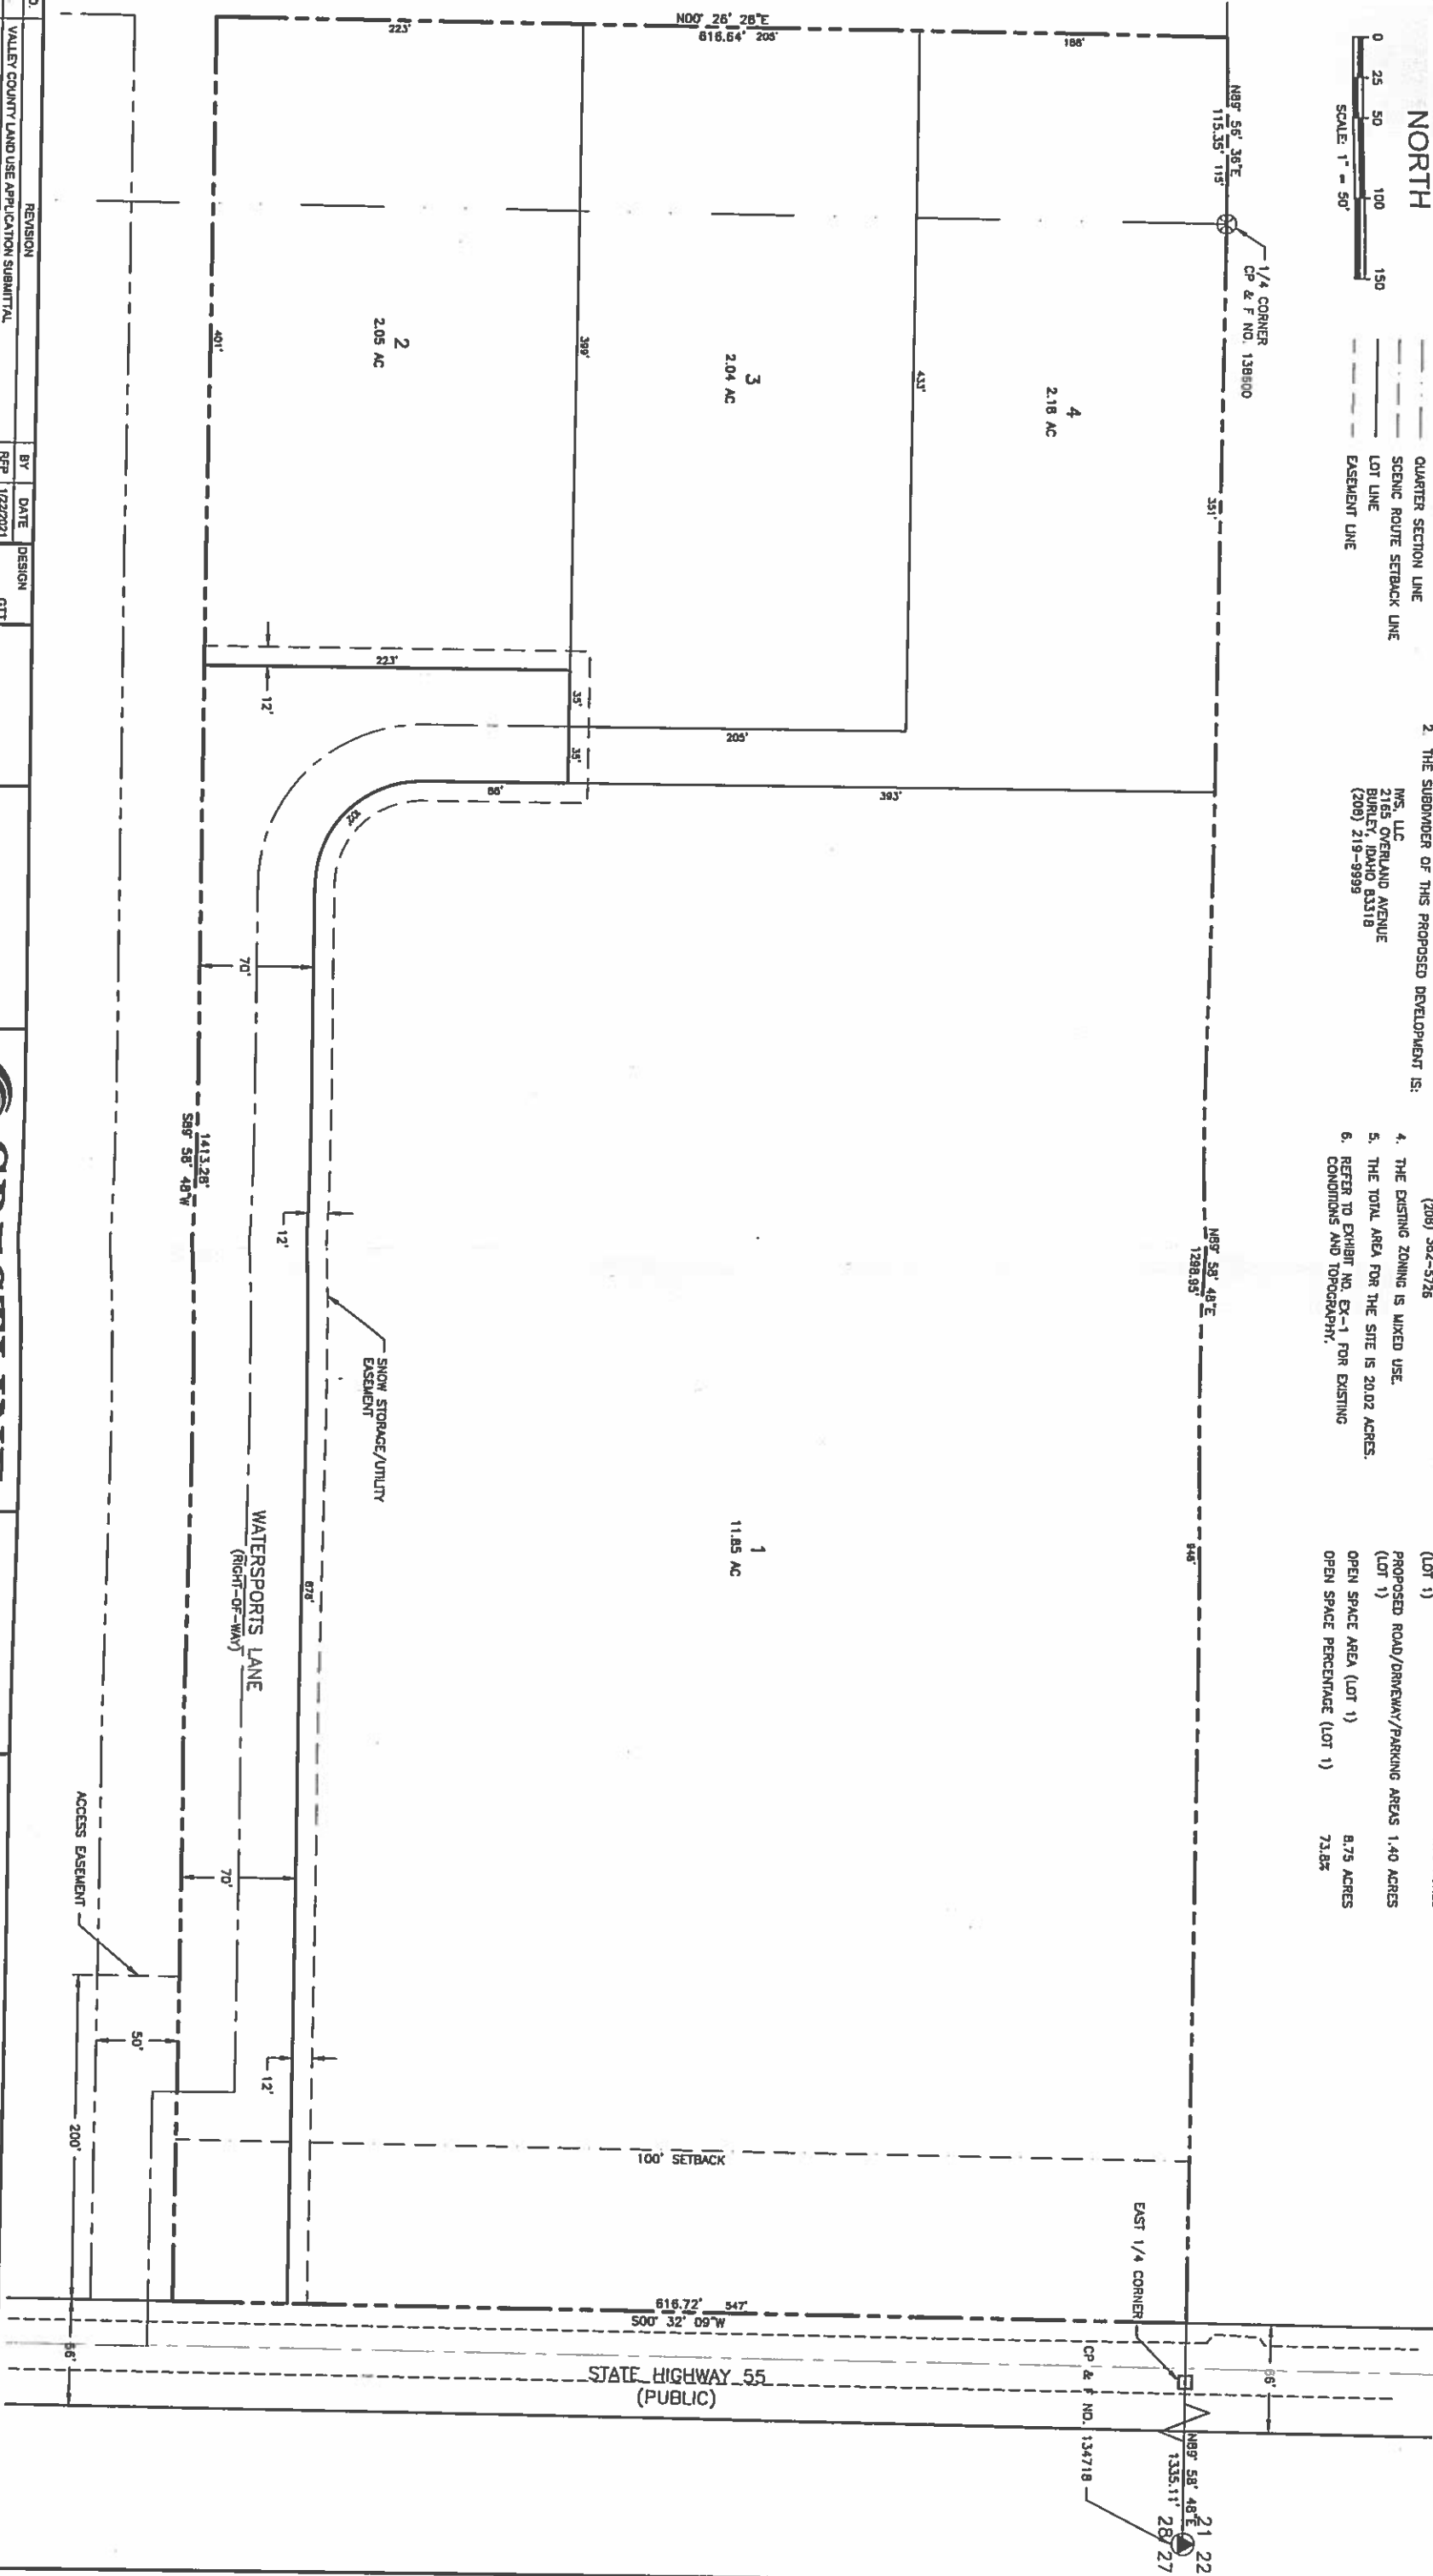 NORTH
0 25 50 100 150
SCALE: 1" = 50'
QUARTER SECTION LINE
SCENIC ROUTE SETBACK LINE
LOT LINE
EASEMENT LINE
2. THE SUBDIVIDER OF THIS PROPOSED DEVELOPMENT IS:
IWS, LLC
2165 OVERLAND AVENUE
BURLEY, IDAHO 83318
(208) 219-9999
4. THE EXISTING ZONING IS MIXED USE.
5. THE TOTAL AREA FOR THE SITE IS 20.02 ACRES.
6. REFER TO EXHIBIT NO. EX-1 FOR EXISTING
CONDITIONS AND TOPOGRAPHY.
(LOT 1)
PROPOSED ROAD/DRIVEWAY/PARKING AREAS 1.40 ACRES
(LOT 1)
OPEN SPACE AREA (LOT 1) 8.75 ACRES
OPEN SPACE PERCENTAGE (LOT 1) 73.8%
N89° 56' 36"E
115.35' 115'
1/4 CORNER
CP & F NO. 138600
351'
N89° 58' 48"E
1298.95'
948'
EAST 1/4 CORNER
CP & F NO. 134718
N89° 58' 48"E
1335.11'
21 22
28 27
66'
N00° 26' 28"E
616.64' 205'
188'
223'
4
2.18 AC
433'
3
2.04 AC
399'
2
2.05 AC
401'
223'
12'
35'
35'
205'
393'
88'
102'
1
11.85 AC
70'
12'
SNOW STORAGE/UTILITY
EASEMENT
878'
WATERSPORTS LANE
(RIGHT-OF-WAY)
1413.28'
S89° 58' 48"W
70'
12'
ACCESS EASEMENT
50'
200'
66'
100' SETBACK
616.72' 547'
S00° 32' 09"W
STATE HIGHWAY 55
(PUBLIC)
REVISION BY DATE DESIGN
VALLEY COUNTY LAND USE APPLICATION SUBMITTAL RFP 1/22/2021